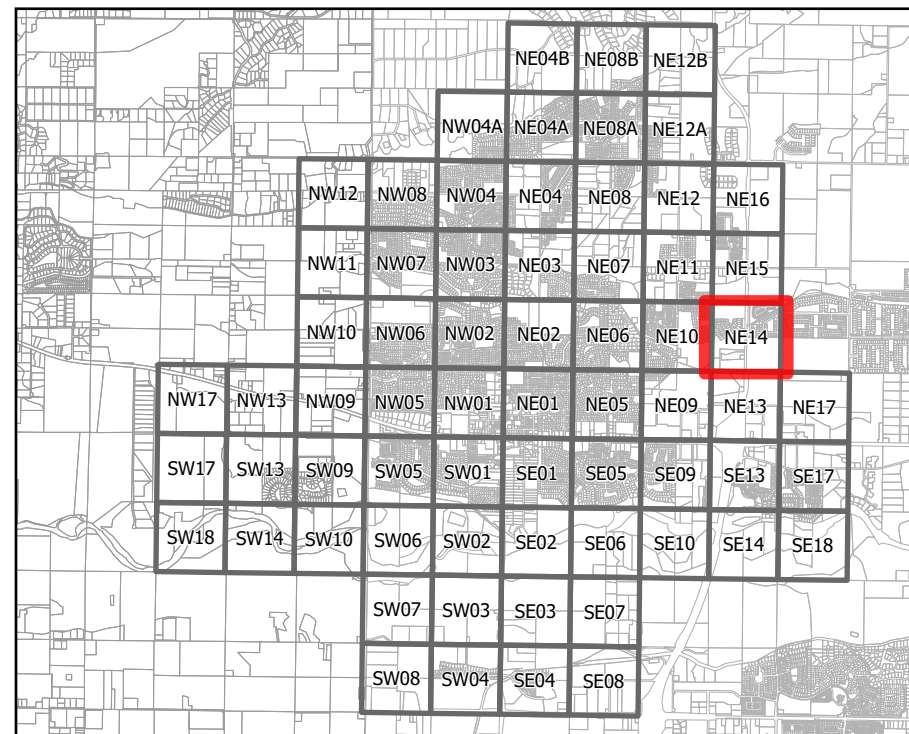 NE04B NE08B NE12B
NW04A NE04A NE08A NE12A
NW12 NW08 NW04 NE04 NE08 NE12 NE16
NW11 NW07 NW03 NE03 NE07 NE11 NE15
NW10 NW06 NW02 NE02 NE06 NE10 NE14
NW17 NW13 NW09 NW05 NW01 NE01 NE05 NE09 NE13 NE17
SW17 SW13 SW09 SW05 SW01 SE01 SE05 SE09 SE13 SE17
SW18 SW14 SW10 SW06 SW02 SE02 SE06 SE10 SE14 SE18
SW07 SW03 SE03 SE07
SW08 SW04 SE04 SE08